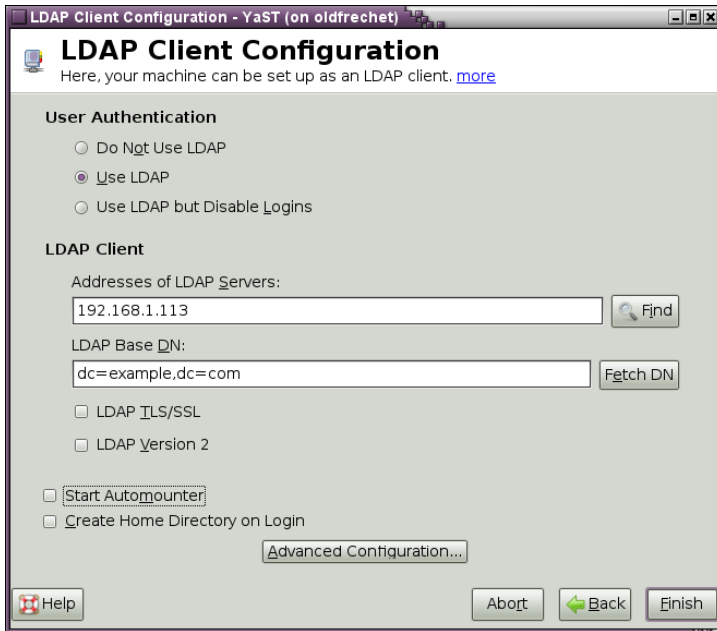 LDAP Client Configuration - YaST (on oldfrechet)
LDAP Client Configuration
Here, your machine can be set up as an LDAP client. more
User Authentication
Do Not Use LDAP
Use LDAP
Use LDAP but Disable Logins
LDAP Client
Addresses of LDAP Servers:
192.168.1.113 Find
LDAP Base DN:
dc=example,dc=com Fetch DN
LDAP TLS/SSL
LDAP Version 2
Start Automounter
Create Home Directory on Login
Advanced Configuration...
Help Abort Back Finish